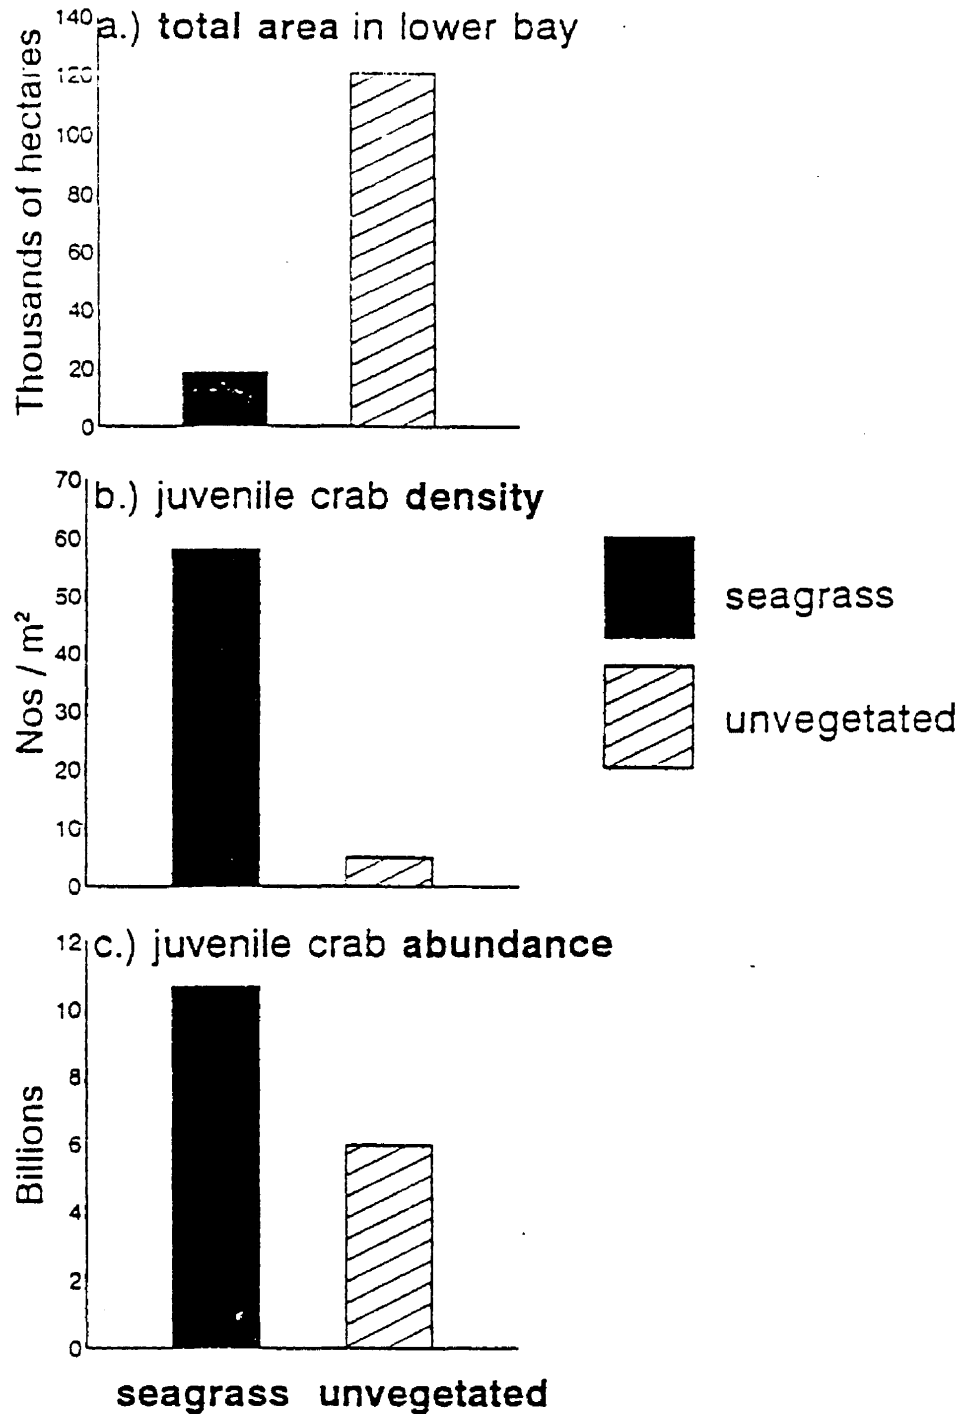 a.) total area in lower bay
Thousands of hectares
140
120
100
80
60
40
20
0
b.) juvenile crab density
Nos / m²
70
60
50
40
30
20
10
0
seagrass
unvegetated
c.) juvenile crab abundance
Billions
12
10
8
6
4
2
0
seagrass unvegetated